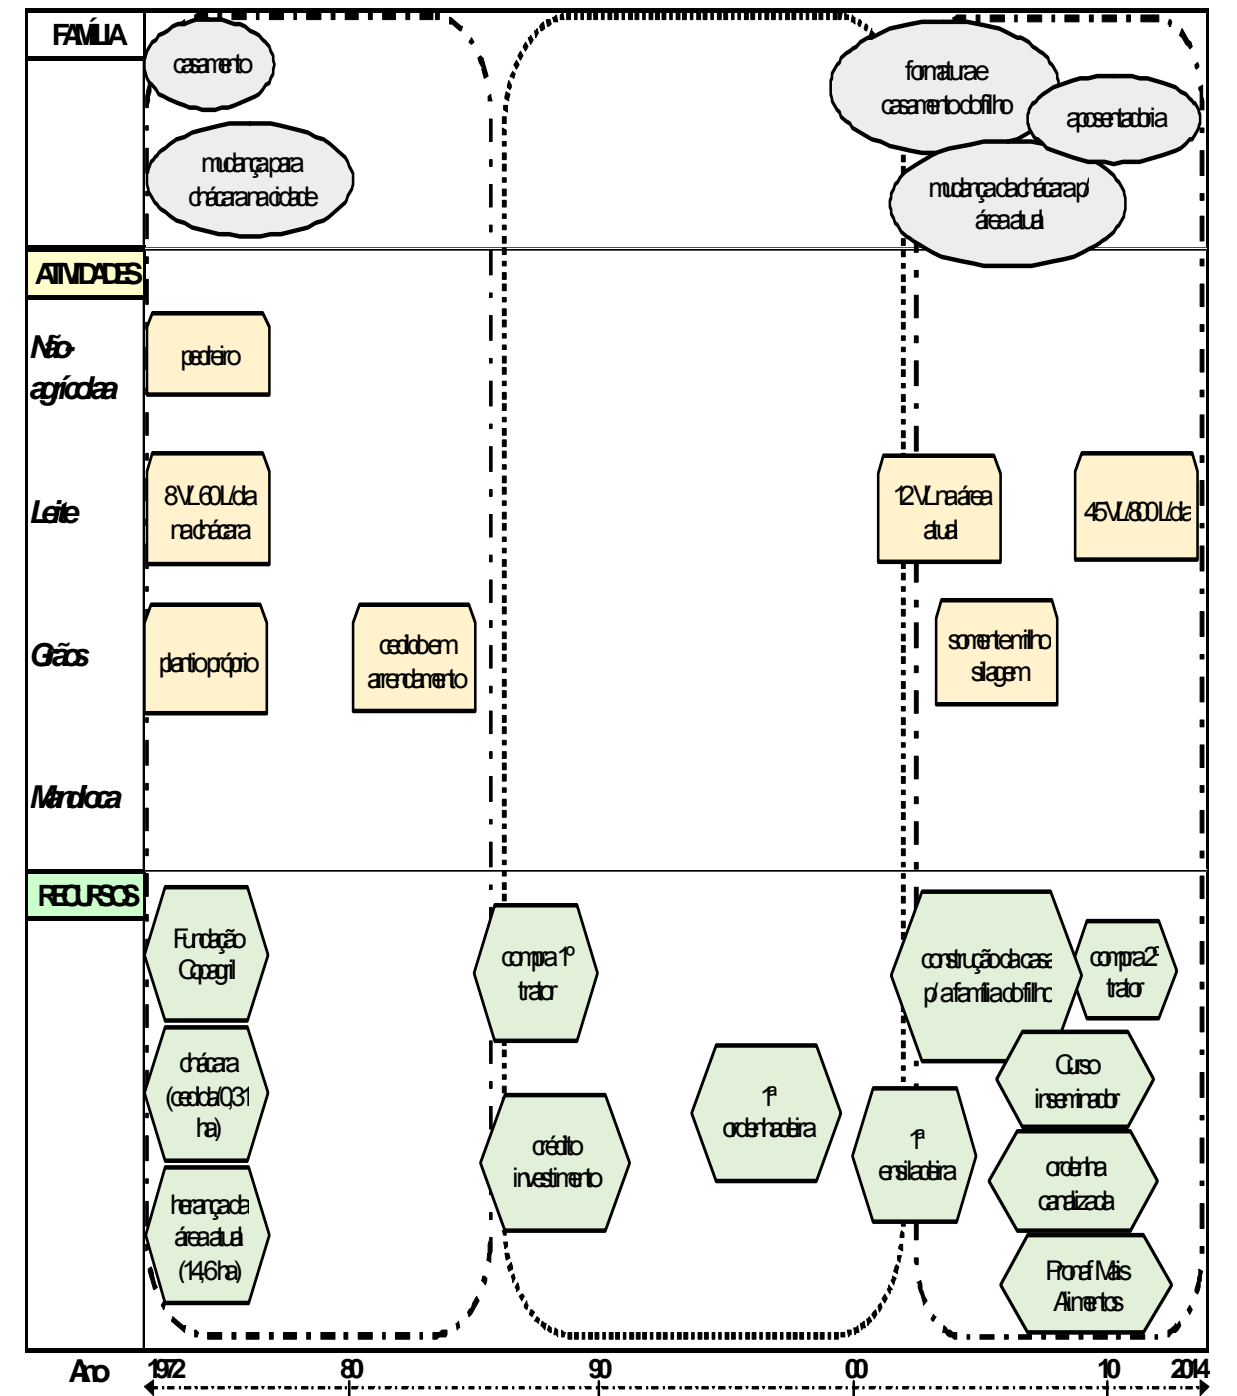 FAMÍLIA
casamento
mudança para
chácara na cidade
formatura e
casamento do filho
aposentadoria
mudança da chácara p/
área atual
ATIVIDADES
Não-
agrícolaa
pedreiro
Leite
8 VL 60 L/dia
na chácara
12 VL na área
atual
45 VL/800 L/dia
Grãos
plantio próprio
cedido em
arrendamento
somente milho
silagem
Mandioca
RECURSOS
Fundação
Copagril
chácara
(cedida/0,31
ha)
herança da
área atual
(14,6 ha)
compra 1º
trator
crédito
investimento
1ª
ordenhadeira
1ª
ensiladeira
construção da casa
p/ a família do filho
compra 2º
trator
Curso
inseminador
ordenha
canalizada
Pronaf Mais
Alimentos
Ano 1972 80 90 00 10 2014